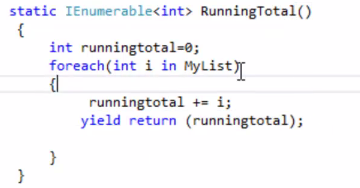 static IEnumerable<int> RunningTotal()
{
int runningtotal=0;
foreach(int i in MyList)
{
runningtotal += i;
yield return (runningtotal);
}
}